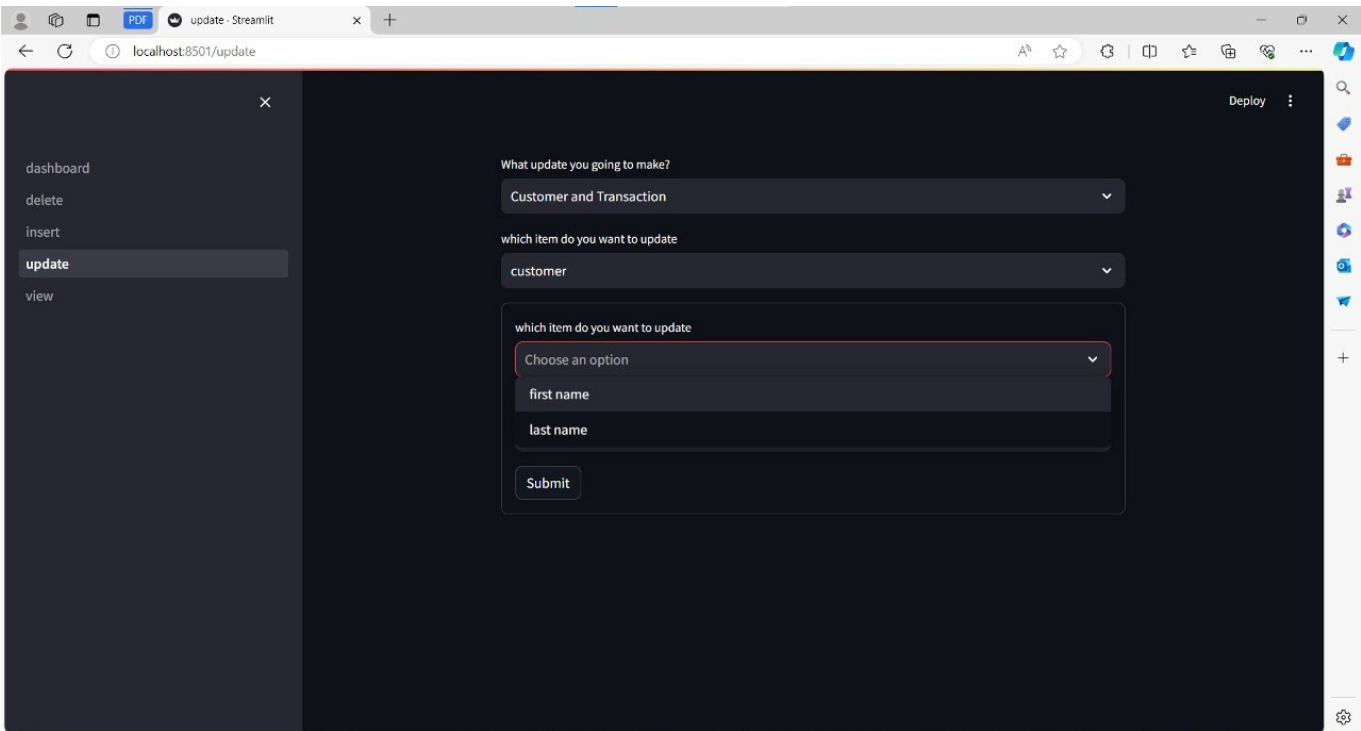 PDF
update · Streamlit
localhost:8501/update
Deploy
dashboard
delete
insert
update
view
What update you going to make?
Customer and Transaction
which item do you want to update
customer
which item do you want to update
Choose an option
first name
last name
Submit